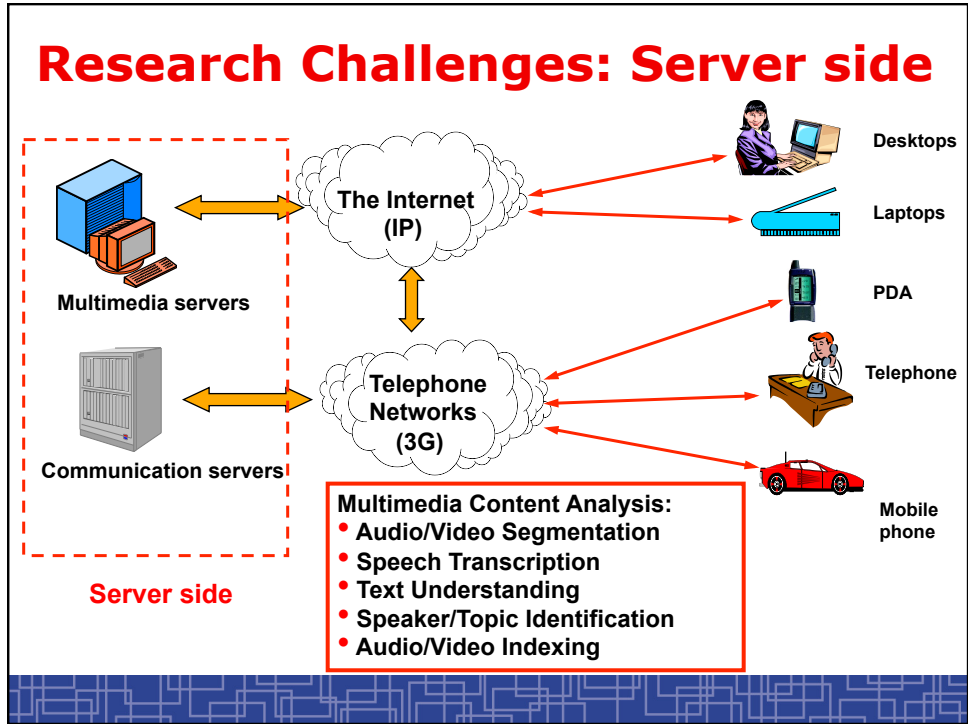 Research Challenges: Server side
Multimedia servers
Communication servers
Server side
The Internet
(IP)
Telephone
Networks
(3G)
Desktops
Laptops
PDA
Telephone
Mobile
phone
Multimedia Content Analysis:
• Audio/Video Segmentation
• Speech Transcription
• Text Understanding
• Speaker/Topic Identification
• Audio/Video Indexing